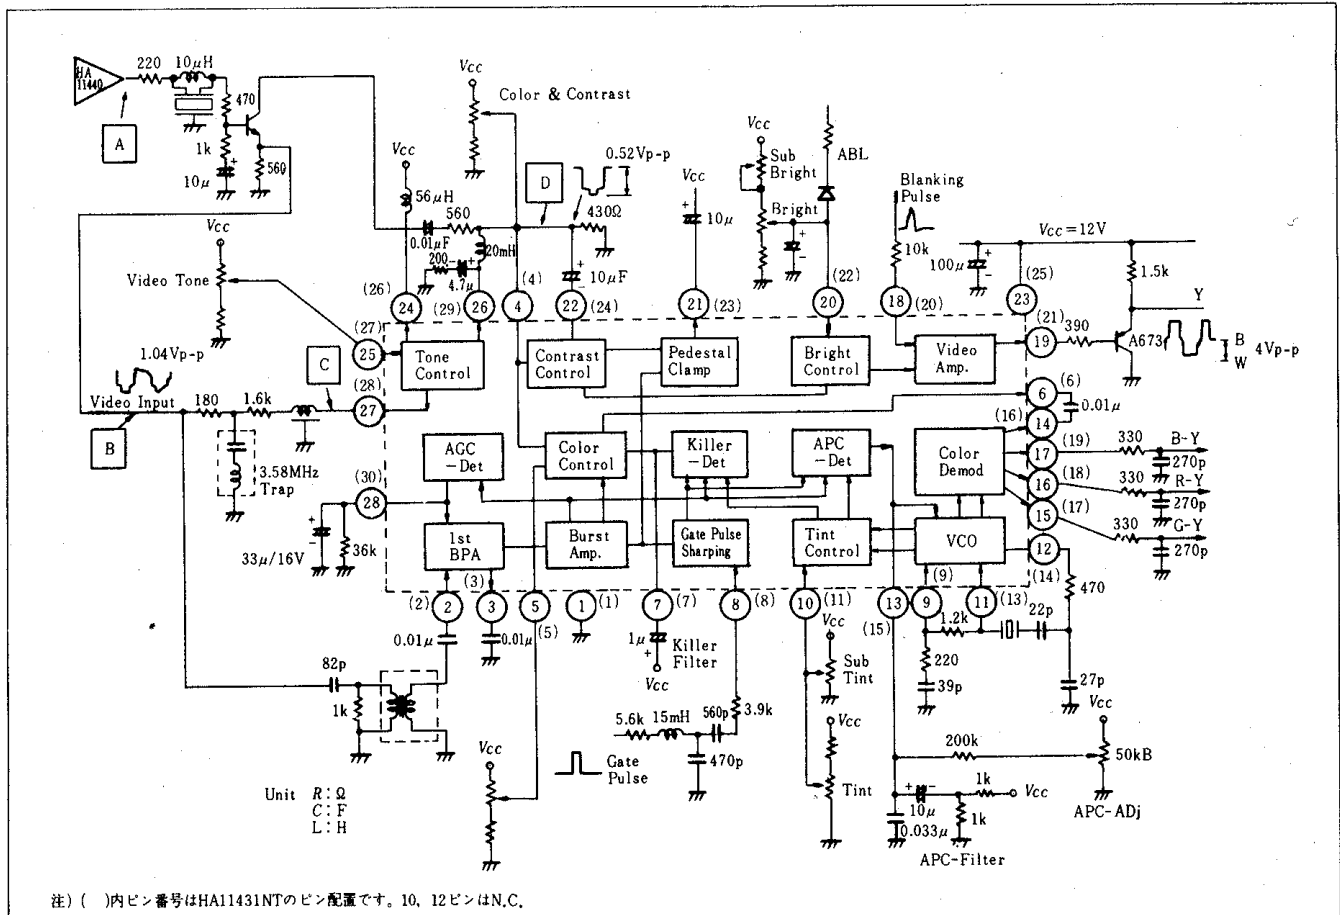 HA
11440
220
10μH
470
1k
10μ
560
A
Vcc
Color & Contrast
Vcc
56μH
560
0.01μF
200
20mH
4.7μ
D
0.52Vp-p
430Ω
10μF
Vcc
10μ
Vcc
Sub
Bright
Bright
ABL
Blanking
Pulse
10k
Vcc=12V
100μ
1.5k
Y
Vcc
Video Tone
(26)
24
(29)
26
(4)
4
22
(24)
21
(23)
(22)
20
18
(20)
(25)
23
(27)
25
Tone
Control
Contrast
Control
Pedestal
Clamp
Bright
Control
Video
Amp.
(21)
19
390
A673
B
W
4Vp-p
1.04Vp-p
Video Input
B
180
1.6k
C
(28)
27
3.58MHz
Trap
(6)
6
0.01μ
(16)
14
AGC
-Det
Color
Control
Killer
-Det
APC
-Det
Color
Demod
17
(19)
330
B-Y
270p
16
(18)
330
R-Y
270p
15
(17)
330
G-Y
270p
(30)
28
33μ/16V
36k
1st
BPA
Burst
Amp.
Gate Pulse
Sharping
Tint
Control
VCO
12
(14)
470
(2)
2
(3)
3
5
(5)
1
(1)
7
(7)
8
(8)
10
(11)
13
(15)
(9)
9
11
(13)
0.01μ
0.01μ
1μ
Killer
Filter
Vcc
Vcc
Sub
Tint
1.2k
22p
220
39p
27p
82p
1k
3.9k
5.6k
15mH
560p
470p
Gate
Pulse
Vcc
Tint
Vcc
200k
Vcc
50kB
APC-ADj
1k
Vcc
10μ
0.033μ
1k
APC-Filter
Unit R:Ω
C:F
L:H
注) ( )内ピン番号はHA11431NTのピン配置です。10, 12ピンはN.C.